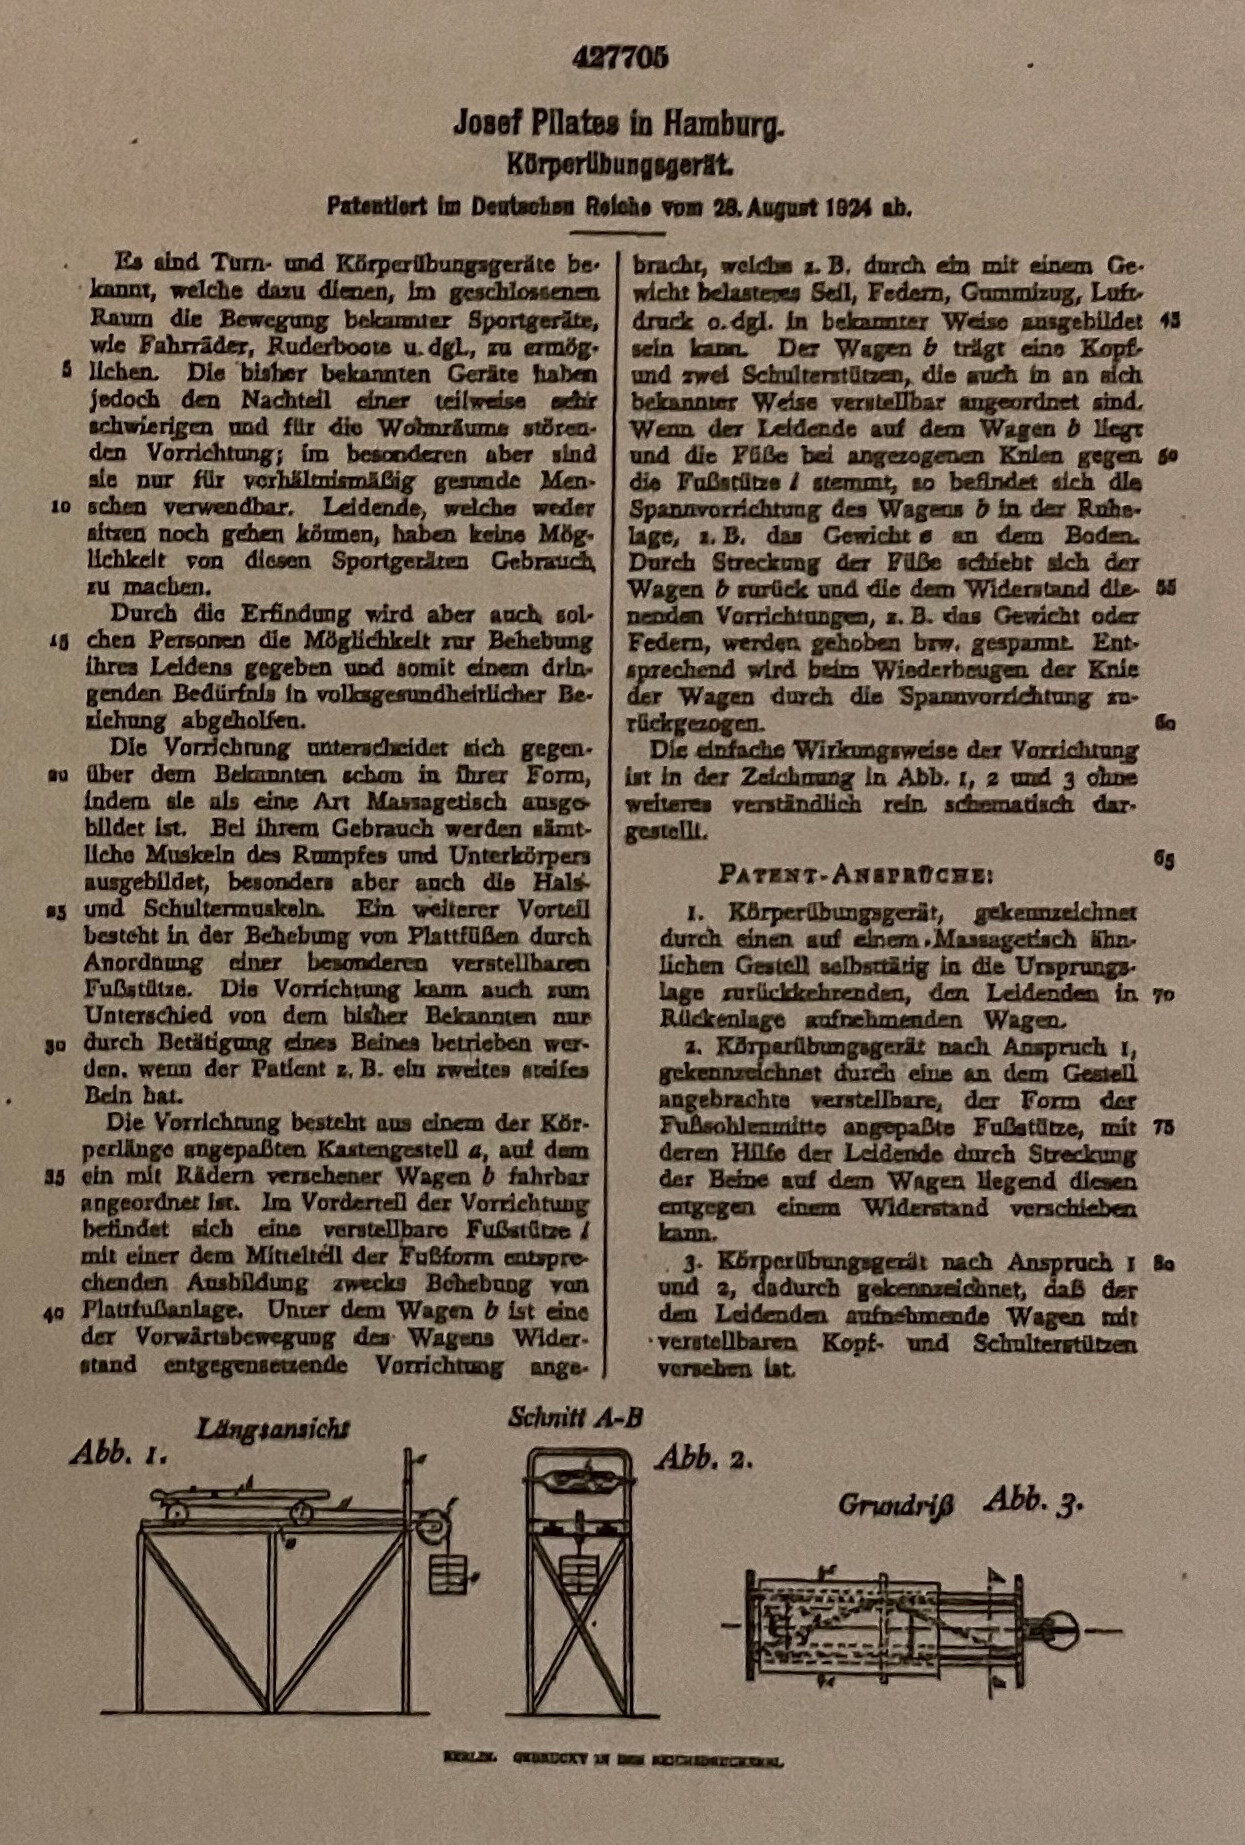 427705
Josef Pilates in Hamburg.
Körperübungsgerät.
Patentiert im Deutschen Reiche vom 28. August 1924 ab.
Es sind Turn- und Körperübungsgeräte be-
kannt, welche dazu dienen, im geschlossenen
Raum die Bewegung bekannter Sportgeräte,
wie Fahrräder, Ruderboote u. dgl., zu ermög-
5 lichen. Die bisher bekannten Geräte haben
jedoch den Nachteil einer teilweise sehr
schwierigen und für die Wohnräume stören-
den Vorrichtung; im besonderen aber sind
sie nur für verhältnismäßig gesunde Men-
10 schen verwendbar. Leidende, welche weder
sitzen noch gehen können, haben keine Mög-
lichkeit von diesen Sportgeräten Gebrauch
zu machen.
Durch die Erfindung wird aber auch sol-
15 chen Personen die Möglichkeit zur Behebung
ihres Leidens gegeben und somit einem drin-
genden Bedürfnis in volksgesundheitlicher Be-
ziehung abgeholfen.
Die Vorrichtung unterscheidet sich gegen-
20 über dem Bekannten schon in ihrer Form,
indem sie als eine Art Massagetisch ausge-
bildet ist. Bei ihrem Gebrauch werden sämt-
liche Muskeln des Rumpfes und Unterkörpers
ausgebildet, besonders aber auch die Hals-
25 und Schultermuskeln. Ein weiterer Vorteil
besteht in der Behebung von Plattfüßen durch
Anordnung einer besonderen verstellbaren
Fußstütze. Die Vorrichtung kann auch zum
Unterschied von dem bisher Bekannten nur
30 durch Betätigung eines Beines betrieben wer-
den, wenn der Patient z. B. ein zweites steifes
Bein hat.
Die Vorrichtung besteht aus einem der Kör-
perlänge angepaßten Kastengestell a, auf dem
35 ein mit Rädern versehener Wagen b fahrbar
angeordnet ist. Im Vorderteil der Vorrichtung
befindet sich eine verstellbare Fußstütze i
mit einer dem Mittelteil der Fußform entspre-
chenden Ausbildung zwecks Behebung von
40 Plattfußanlage. Unter dem Wagen b ist eine
der Vorwärtsbewegung des Wagens Wider-
stand entgegensetzende Vorrichtung ange-
bracht, welche z. B. durch ein mit einem Ge-
wicht belastetes Seil, Federn, Gummizug, Luft-
druck o. dgl. in bekannter Weise ausgebildet 45
sein kann. Der Wagen b trägt eine Kopf-
und zwei Schulterstützen, die auch in an sich
bekannter Weise verstellbar angeordnet sind.
Wenn der Leidende auf dem Wagen b liegt
und die Füße bei angezogenen Knien gegen 50
die Fußstütze i stemmt, so befindet sich die
Spannvorrichtung des Wagens b in der Ruhe-
lage, z. B. das Gewicht e an dem Boden.
Durch Streckung der Füße schiebt sich der
Wagen b zurück und die dem Widerstand die- 55
nenden Vorrichtungen, z. B. das Gewicht oder
Federn, werden gehoben bzw. gespannt. Ent-
sprechend wird beim Wiederbeugen der Knie
der Wagen durch die Spannvorrichtung zu-
rückgezogen. 60
Die einfache Wirkungsweise der Vorrichtung
ist in der Zeichnung in Abb. 1, 2 und 3 ohne
weiteres verständlich rein schematisch dar-
gestellt.
65
PATENT-ANSPRÜCHE:
1. Körperübungsgerät, gekennzeichnet
durch einen auf einem Massagetisch ähn-
lichen Gestell selbsttätig in die Ursprungs-
lage zurückkehrenden, den Leidenden in 70
Rückenlage aufnehmenden Wagen.
2. Körperübungsgerät nach Anspruch 1,
gekennzeichnet durch eine an dem Gestell
angebrachte verstellbare, der Form der
Fußsohlenmitte angepaßte Fußstütze, mit 75
deren Hilfe der Leidende durch Streckung
der Beine auf dem Wagen liegend diesen
entgegen einem Widerstand verschieben
kann.
3. Körperübungsgerät nach Anspruch 1 80
und 2, dadurch gekennzeichnet, daß der
den Leidenden aufnehmende Wagen mit
verstellbaren Kopf- und Schulterstützen
versehen ist.
Längsansicht
Abb. 1.
Schnitt A-B
Abb. 2.
Grundriß Abb. 3.
BERLIN. GEDRUCKT IN DER REICHSDRUCKEREI.